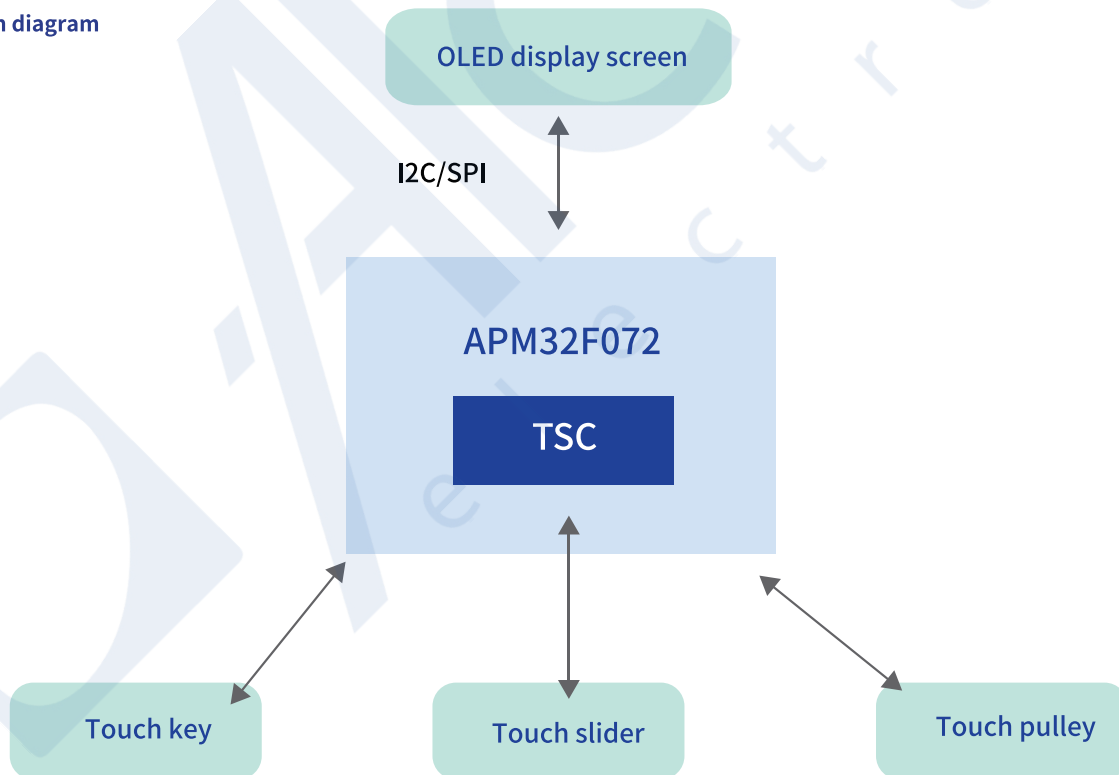 n diagram
OLED display screen
I2C/SPI
APM32F072
TSC
Touch key
Touch slider
Touch pulley